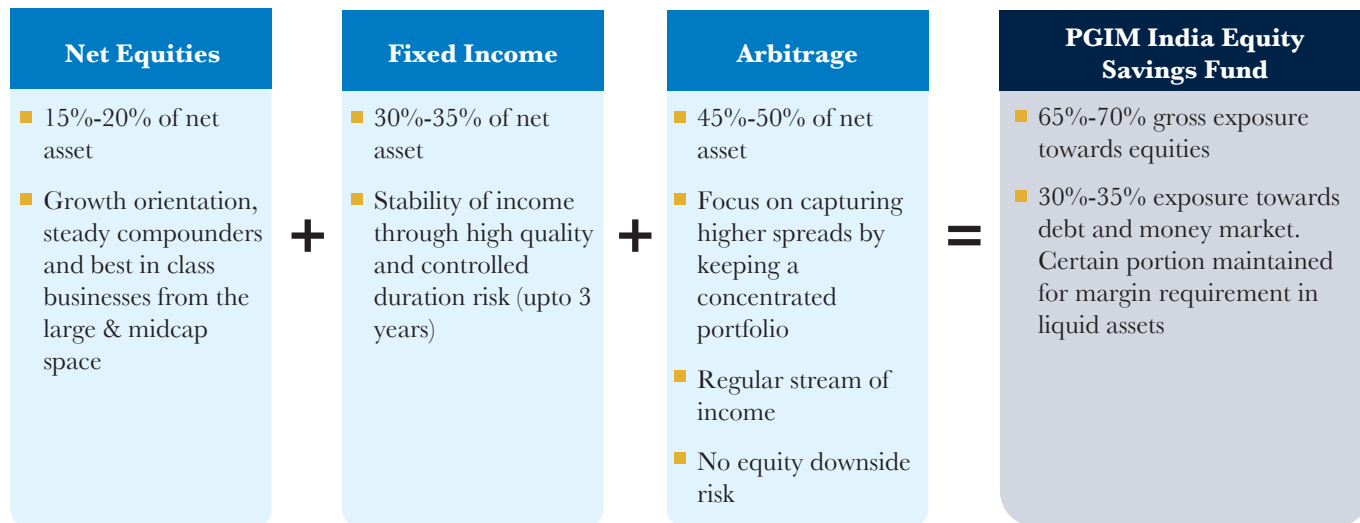 Net Equities
15%-20% of net
asset
Growth orientation,
steady compounders
and best in class
businesses from the
large & midcap
space
+
Fixed Income
30%-35% of net
asset
Stability of income
through high quality
and controlled
duration risk (upto 3
years)
+
Arbitrage
45%-50% of net
asset
Focus on capturing
higher spreads by
keeping a
concentrated
portfolio
Regular stream of
income
No equity downside
risk
=
PGIM India Equity
Savings Fund
65%-70% gross exposure
towards equities
30%-35% exposure towards
debt and money market.
Certain portion maintained
for margin requirement in
liquid assets